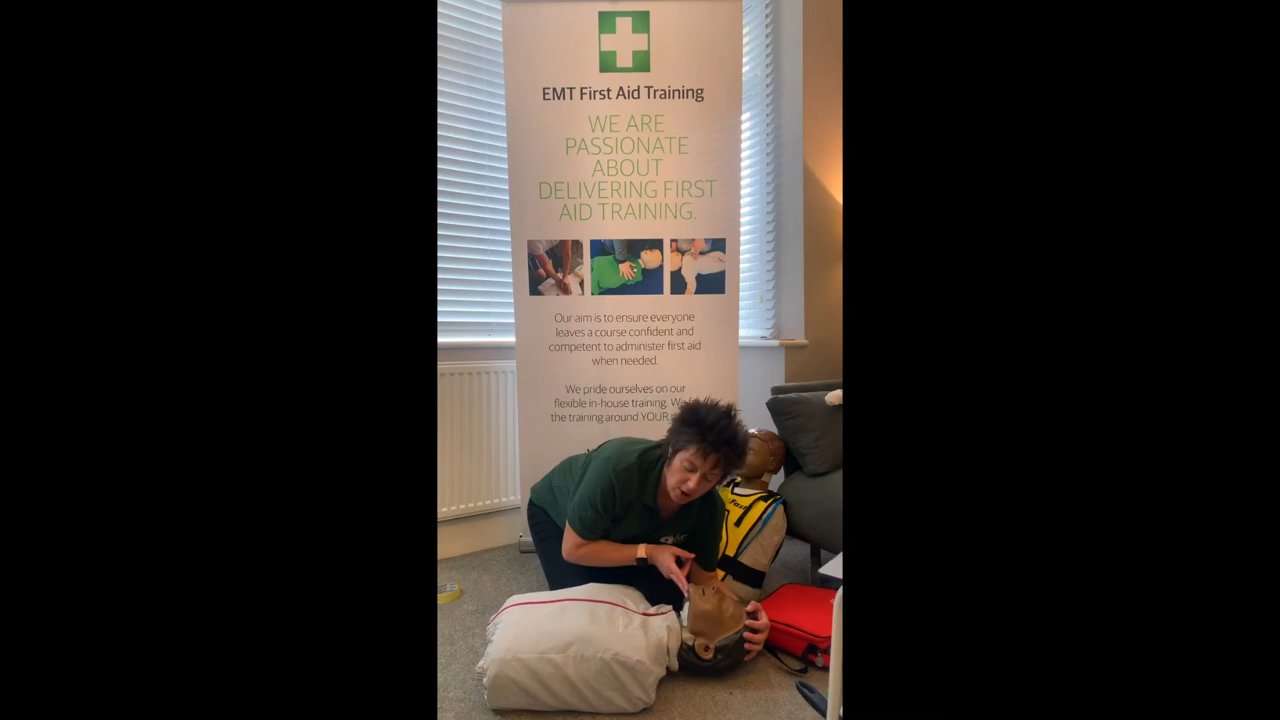 EMT First Aid Training
WE ARE
PASSIONATE
ABOUT
DELIVERING FIRST
AID TRAINING.
Our aim is to ensure everyone
leaves a course confident and
competent to administer first aid
when needed.
We pride ourselves on our
flexible in-house training. We
the training around YOUR